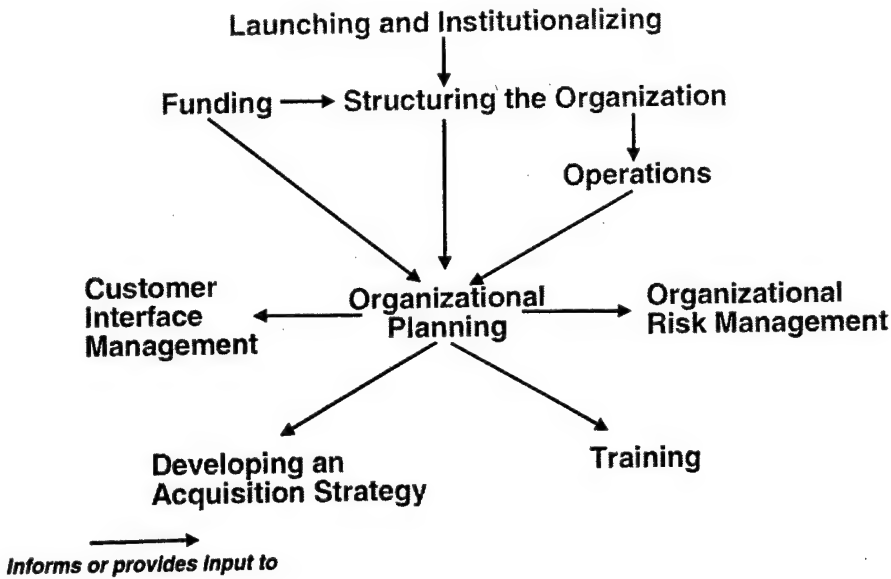 Launching and Institutionalizing
Funding
Structuring the Organization
Operations
Customer
Interface
Management
Organizational
Planning
Organizational
Risk Management
Developing an
Acquisition Strategy
Training
Informs or provides input to